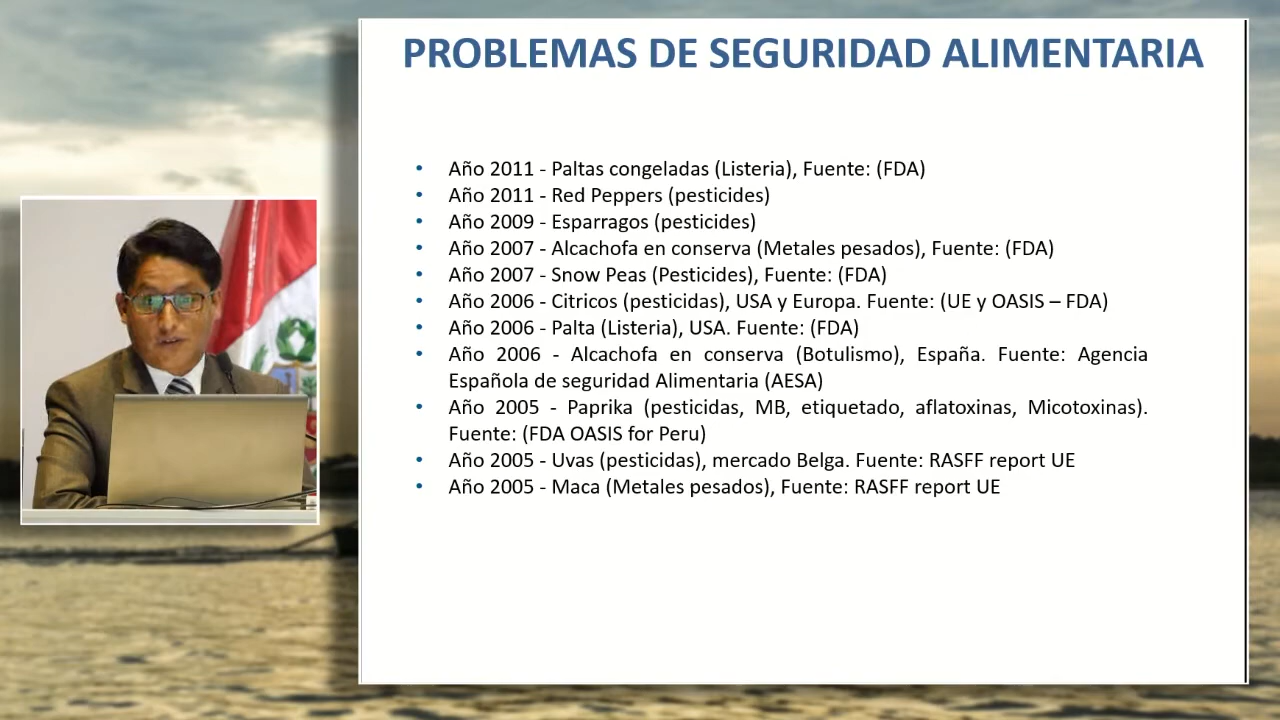 PROBLEMAS DE SEGURIDAD ALIMENTARIA
• Año 2011 - Paltas congeladas (Listeria), Fuente: (FDA)
• Año 2011 - Red Peppers (pesticides)
• Año 2009 - Esparragos (pesticides)
• Año 2007 - Alcachofa en conserva (Metales pesados), Fuente: (FDA)
• Año 2007 - Snow Peas (Pesticides), Fuente: (FDA)
• Año 2006 - Citricos (pesticidas), USA y Europa. Fuente: (UE y OASIS – FDA)
• Año 2006 - Palta (Listeria), USA. Fuente: (FDA)
• Año 2006 - Alcachofa en conserva (Botulismo), España. Fuente: Agencia
Española de seguridad Alimentaria (AESA)
• Año 2005 - Paprika (pesticidas, MB, etiquetado, aflatoxinas, Micotoxinas).
Fuente: (FDA OASIS for Peru)
• Año 2005 - Uvas (pesticidas), mercado Belga. Fuente: RASFF report UE
• Año 2005 - Maca (Metales pesados), Fuente: RASFF report UE